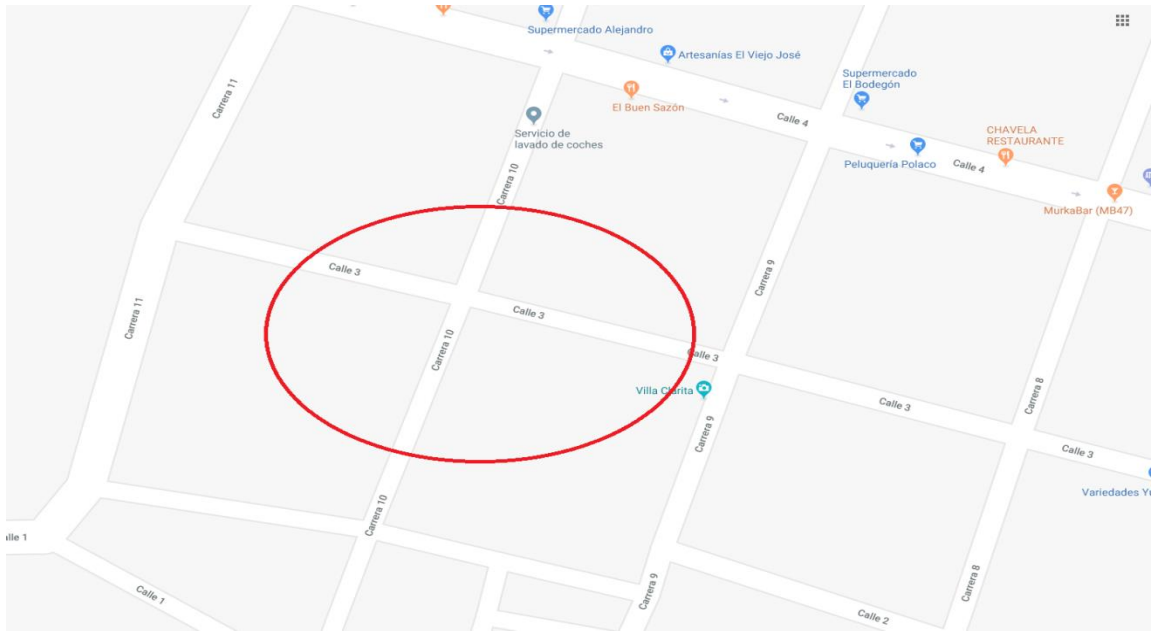 Supermercado Alejandro
Artesanías El Viejo José
Carrera 11
Supermercado
El Bodegón
El Buen Sazón
Calle 4
Servicio de
lavado de coches
CHAVELA
RESTAURANTE
Peluquería Polaco
Calle 4
Carrera 10
MurkaBar (MB47)
Calle 3
Carrera 9
Carrera 11
Calle 3
Carrera 10
Calle 3
Villa Clarita
Carrera 8
Calle 3
Carrera 9
Calle 3
Variedades Yu
Carrera 10
alle 1
Calle 1
Carrera 9
Carrera 8
Calle 2